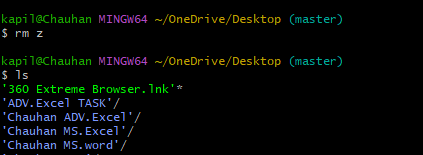 kapil@Chauhan MINGW64 ~/OneDrive/Desktop (master)
$ rm z
kapil@Chauhan MINGW64 ~/OneDrive/Desktop (master)
$ ls
'360 Extreme Browser.lnk'*
'ADV.Excel TASK'/
'Chauhan ADV.Excel'/
'Chauhan MS.Excel'/
'Chauhan MS.word'/